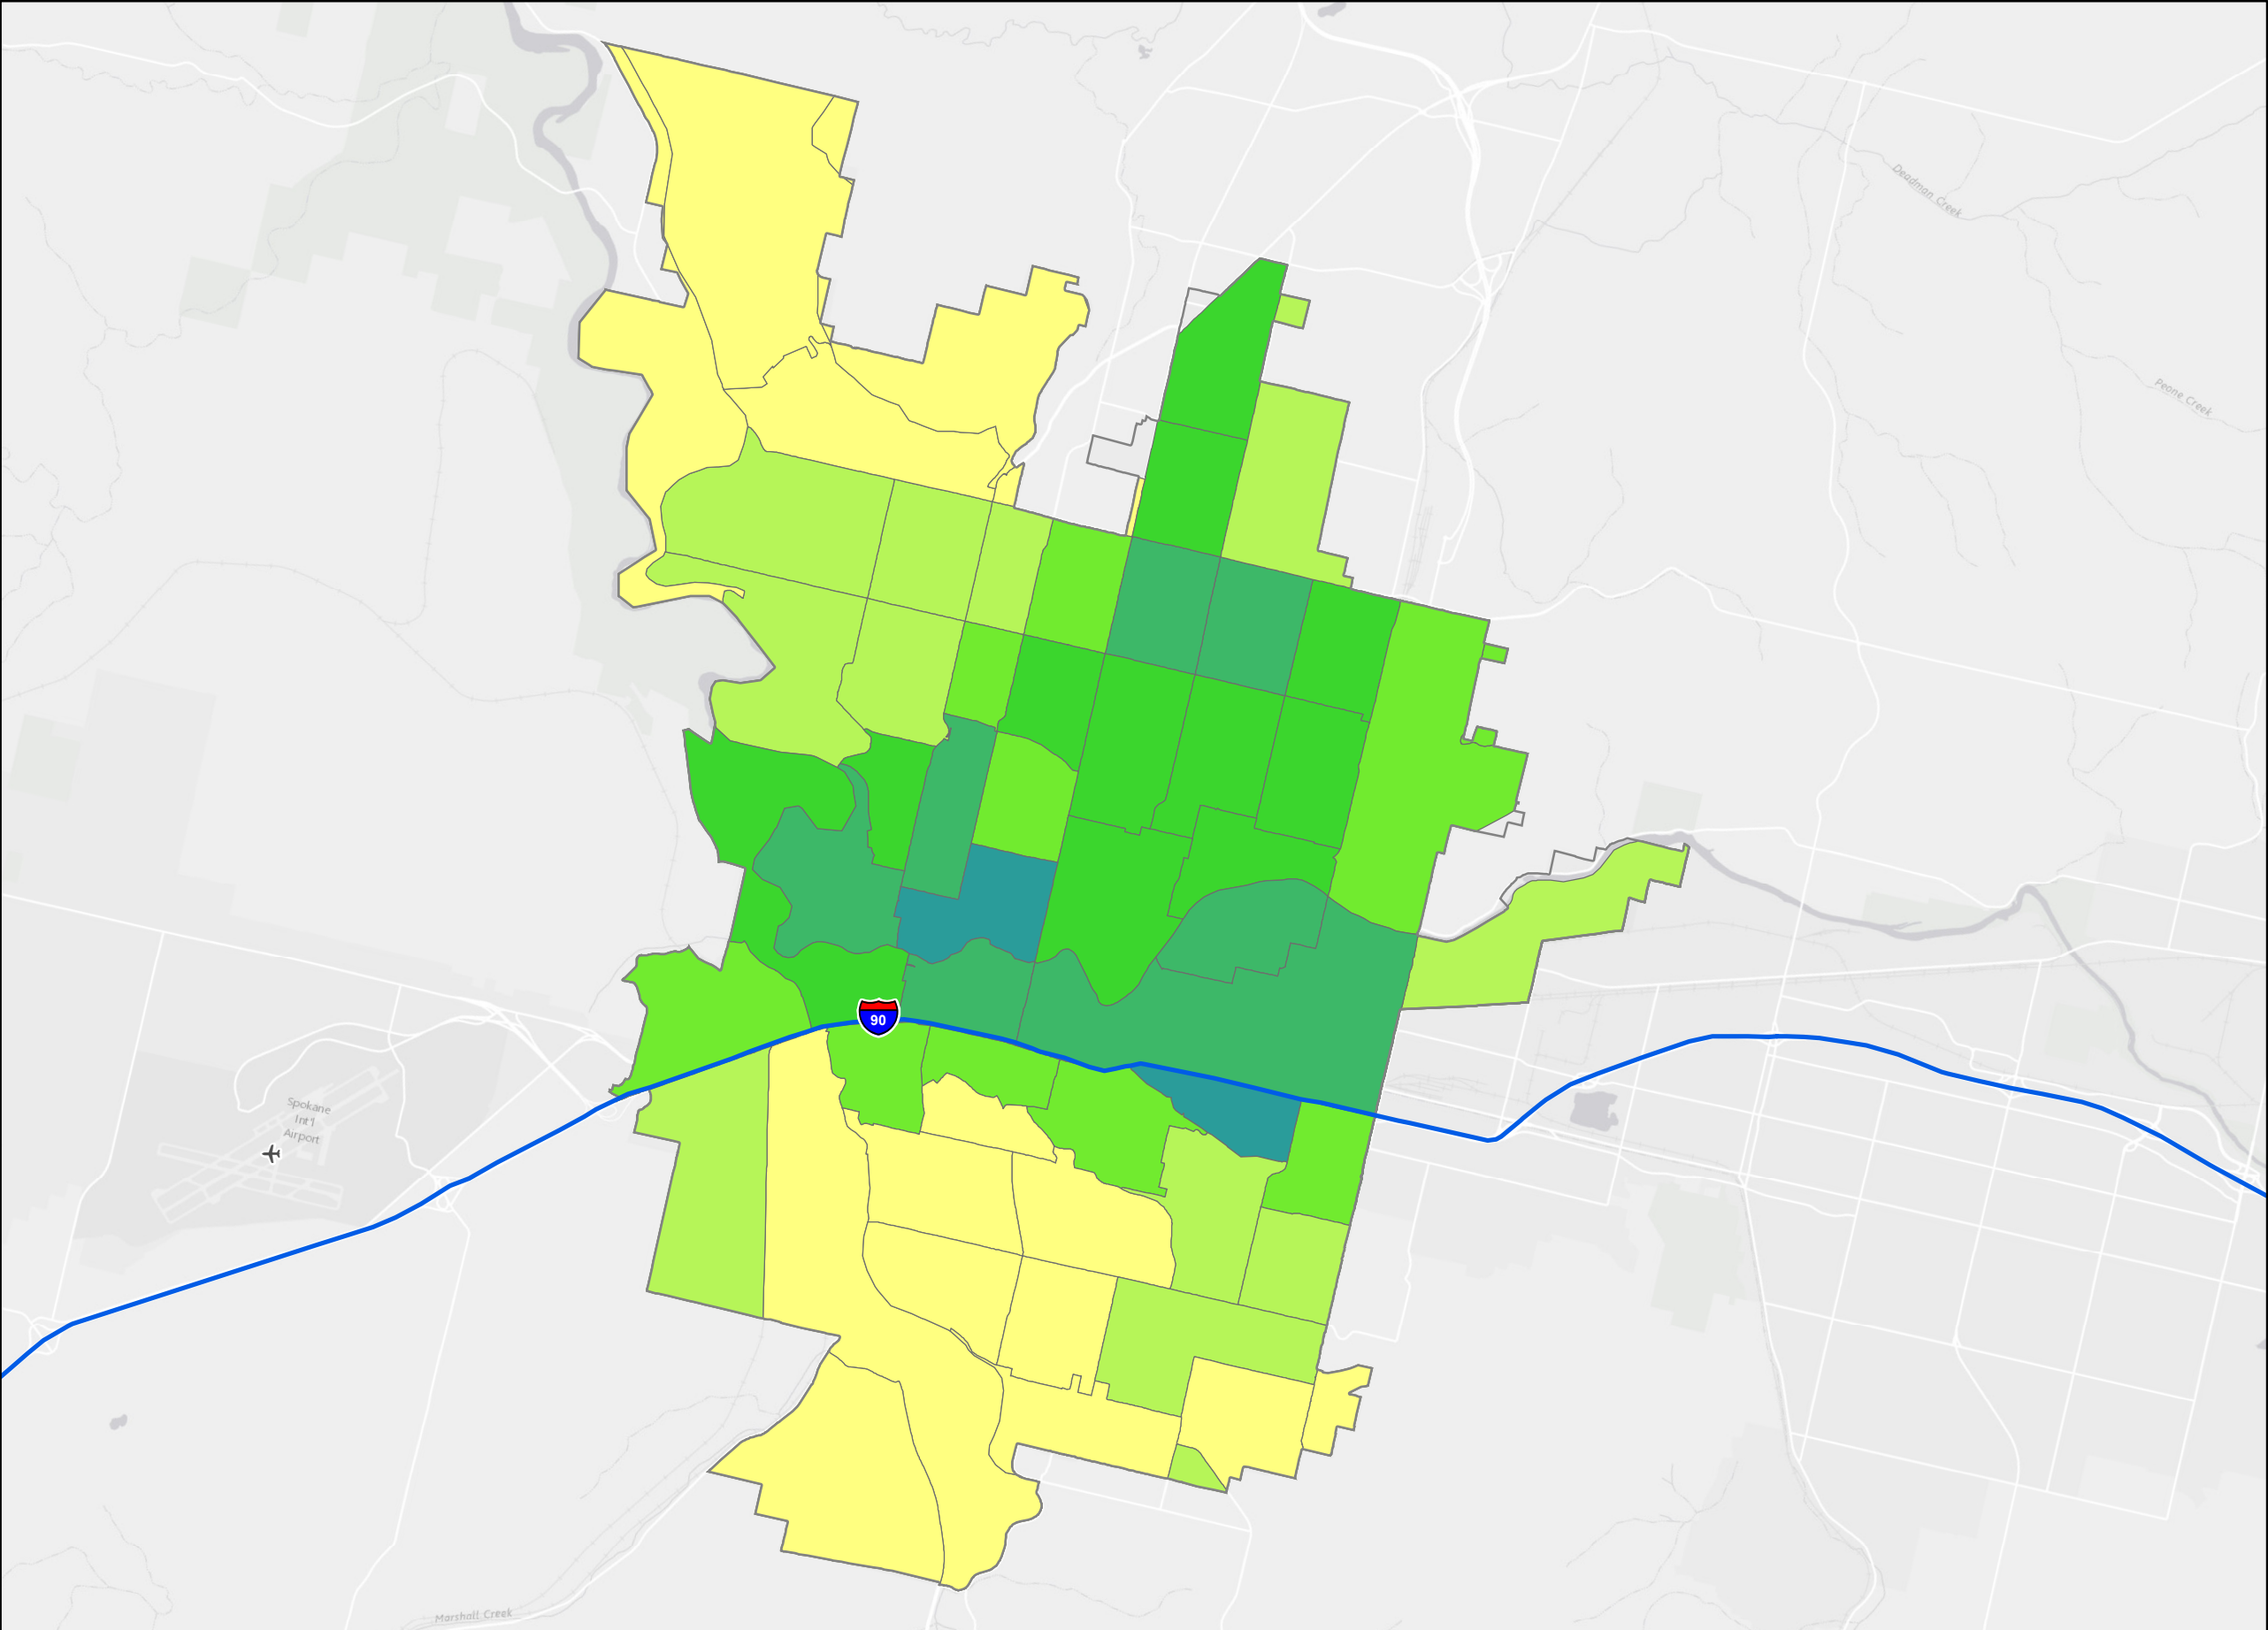 Deadman Creek
Peone Creek
90
Spokane
Int'l
Airport
Marshall Creek